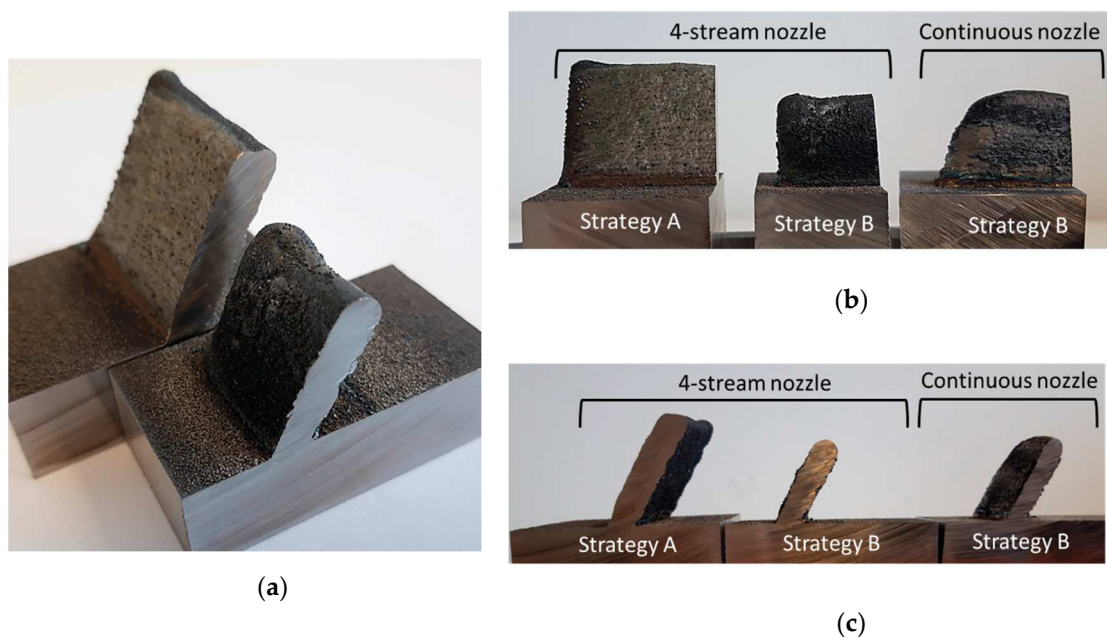 4-stream nozzle
Continuous nozzle
Strategy A
Strategy B
Strategy B
(b)
4-stream nozzle
Continuous nozzle
Strategy A
Strategy B
Strategy B
(a)
(c)